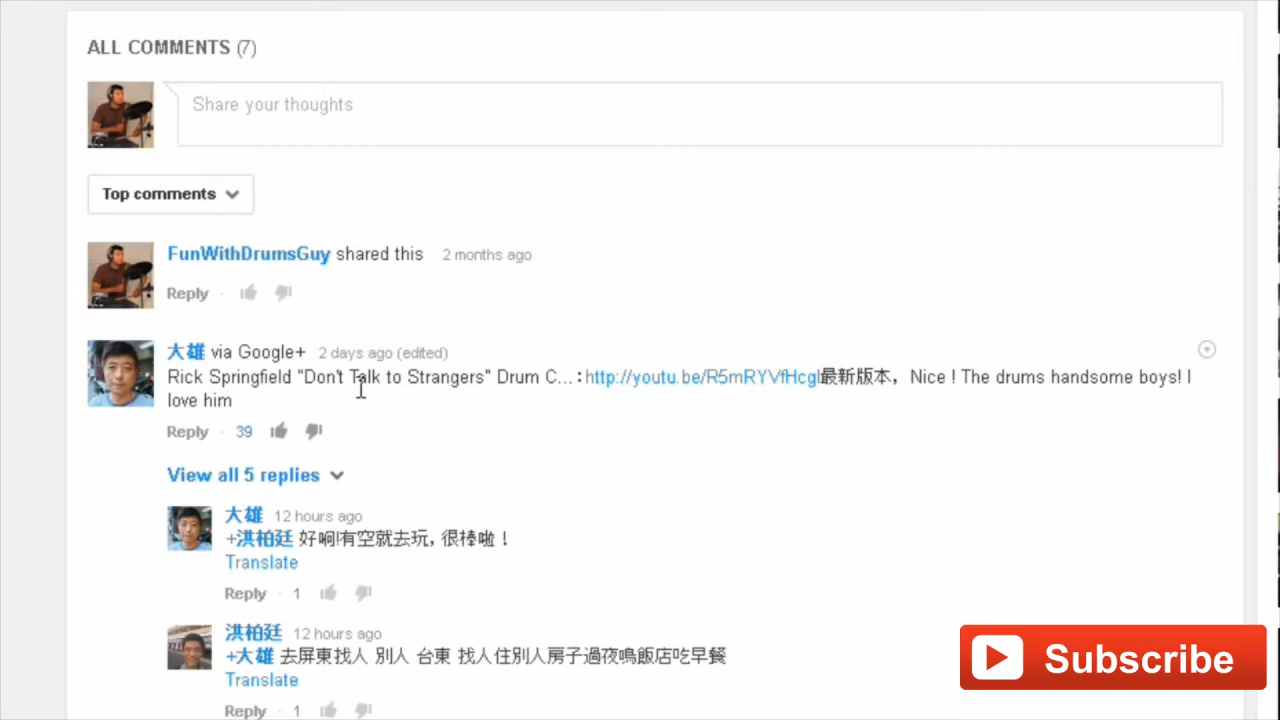 ALL COMMENTS (7)
Share your thoughts
Top comments
FunWithDrumsGuy shared this 2 months ago
Reply ·
大雄 via Google+ 2 days ago (edited)
Rick Springfield "Don't Talk to Strangers" Drum C...：http://youtu.be/R5mRYVfHcgI最新版本，Nice ! The drums handsome boys! I
love him
Reply · 39
View all 5 replies
大雄 12 hours ago
+洪柏廷 好啊!有空就去玩, 很棒啦！
Translate
Reply · 1
洪柏廷 12 hours ago
+大雄 去屏東找人 別人 台東 找人住別人房子過夜嗚飯店吃早餐
Translate
Reply · 1
Subscribe